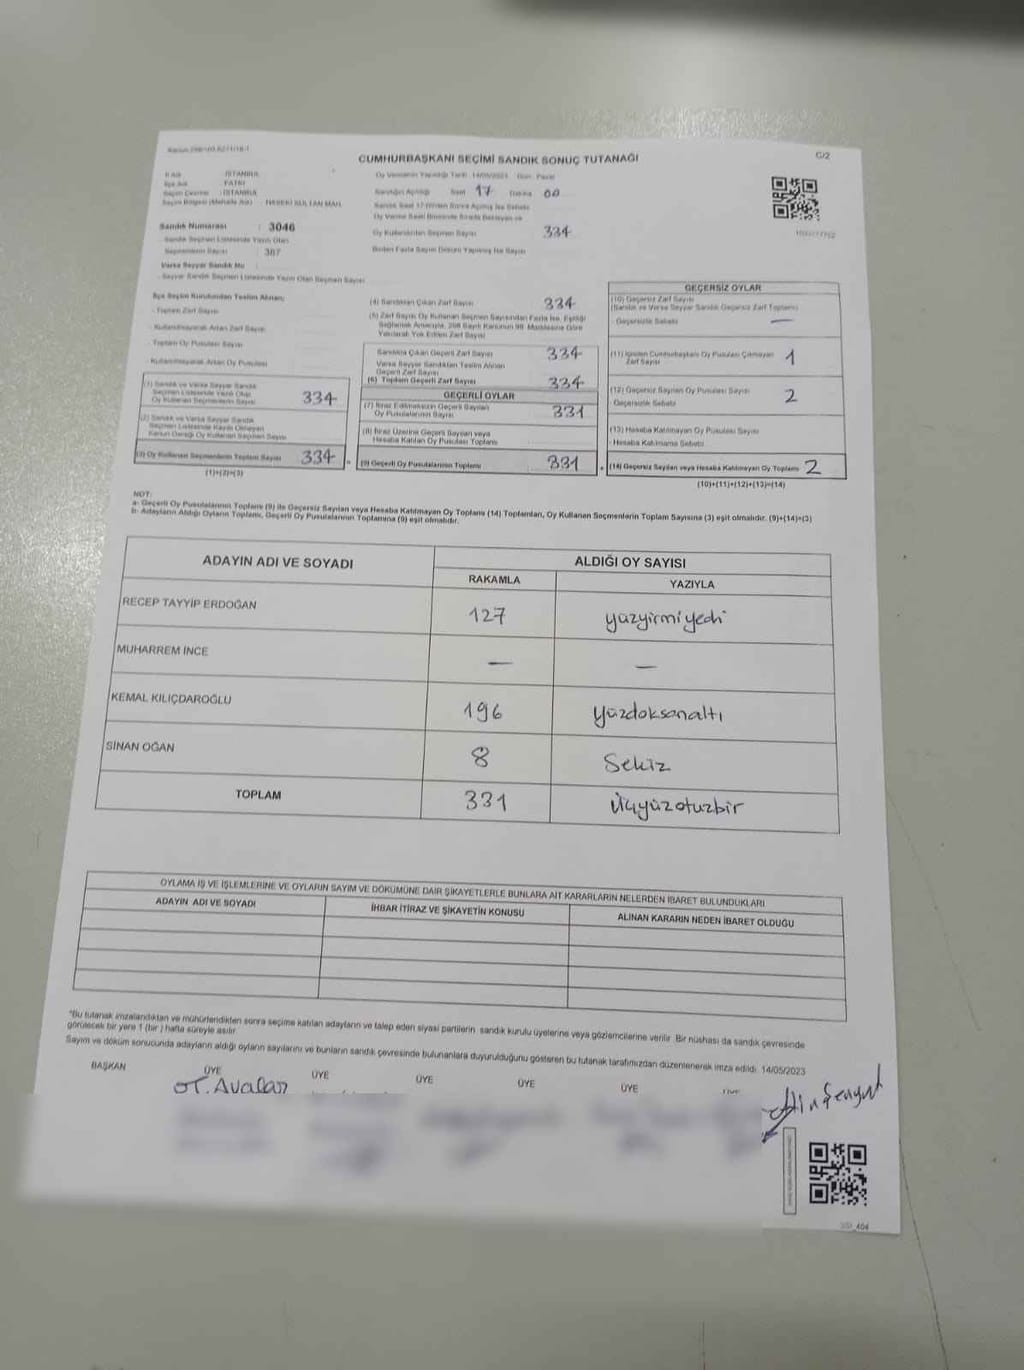 CUMHURBAŞKANI SEÇİMİ SANDIK SONUÇ TUTANAĞI
G/2
İl Adı : İSTANBUL
İlçe Adı : FATİH
Seçim Çevresi : İSTANBUL
Seçim Bölgesi (Mahalle Adı) : HASEKİ SULTAN MAH.
Sandık Numarası : 3046
Sandık Seçmen Listesinde Yazılı Olan
Seçmenlerin Sayısı : 387
Varsa Seyyar Sandık No :
Seyyar Sandık Seçmen Listesinde Yazılı Olan Seçmen Sayısı
Oy Vermenin Yapıldığı Tarih : 14/05/2023 Gün: Pazar
Sandığın Açıldığı Saat 17 Dakika 00
Oy Kullanılan Seçmen Sayısı 334
İlçe Seçim Kurulundan Teslim Alınan;
Toplam Zarf Sayısı
Kullanılmayarak Artan Zarf Sayısı
Toplam Oy Pusulası Sayısı
Kullanılmayarak Artan Oy Pusulası
(1) Sandık ve Varsa Seyyar Sandık
Seçmen Listesinde Yazılı Olup
Oy Kullanan Seçmenlerin Sayısı 334
(2) Sandık ve Varsa Seyyar Sandık
Seçmen Listesinde Kayıtlı Olmayan
Kanun Gereği Oy Kullanan Seçmen Sayısı
(3) Oy Kullanan Seçmenlerin Toplam Sayısı 334
(1)+(2)=(3)
(4) Sandıktan Çıkan Zarf Sayısı 334
(5) Zarf Sayısı Oy Kullanan Seçmen Sayısından Fazla İse, Eşitliği
Sağlamak Amacıyla, 298 Sayılı Kanunun 98. Maddesine Göre
Yakılarak Yok Edilen Zarf Sayısı
Sandıkta Çıkan Geçerli Zarf Sayısı 334
Varsa Seyyar Sandıktan Teslim Alınan
Geçerli Zarf Sayısı
(6) Toplam Geçerli Zarf Sayısı 334
GEÇERLİ OYLAR
(7) İtiraz Edilmeksizin Geçerli Sayılan
Oy Pusulalarının Sayısı 331
(8) İtiraz Üzerine Geçerli Sayılan veya
Hesaba Katılan Oy Pusulası Toplamı
(9) Geçerli Oy Pusulalarının Toplamı 331
GEÇERSİZ OYLAR
(10) Geçersiz Zarf Sayısı
(Sandık ve Varsa Seyyar Sandık Geçersiz Zarf Toplamı)
- Geçersizlik Sebebi —
(11) İçinden Cumhurbaşkanı Oy Pusulası Çıkmayan
Zarf Sayısı 1
(12) Geçersiz Sayılan Oy Pusulası Sayısı 2
- Geçersizlik Sebebi
(13) Hesaba Katılmayan Oy Pusulası Sayısı
- Hesaba Katılmama Sebebi
(14) Geçersiz Sayılan veya Hesaba Katılmayan Oy Toplamı 2
(10)+(11)+(12)+(13)=(14)
NOT:
a- Geçerli Oy Pusulalarının Toplamı (9) ile Geçersiz Sayılan veya Hesaba Katılmayan Oy Toplamı (14) Toplamları, Oy Kullanan Seçmenlerin Toplam Sayısına (3) eşit olmalıdır. (9)+(14)=(3)
b- Adayların Aldığı Oyların Toplamı, Geçerli Oy Pusulalarının Toplamına (9) eşit olmalıdır.
ADAYIN ADI VE SOYADI ALDIĞI OY SAYISI
RAKAMLA YAZIYLA
RECEP TAYYİP ERDOĞAN 127 yüzyirmiyedi
MUHARREM İNCE — —
KEMAL KILIÇDAROĞLU 196 yüzdoksanaltı
SİNAN OĞAN 8 Sekiz
TOPLAM 331 Üçyüzotuzbir
OYLAMA İŞ VE İŞLEMLERİNE VE OYLARIN SAYIM VE DÖKÜMÜNE DAİR ŞİKAYETLERLE BUNLARA AİT KARARLARIN NELERDEN İBARET BULUNDUKLARI
ADAYIN ADI VE SOYADI İHBAR İTİRAZ VE ŞİKAYETİN KONUSU ALINAN KARARIN NEDEN İBARET OLDUĞU
*Bu tutanak imzalandıktan ve mühürlendikten sonra seçime katılan adayların ve talep eden siyasi partilerin sandık kurulu üyelerine veya gözlemcilerine verilir. Bir nüshası da sandık çevresinde
görülecek bir yere 1 (bir) hafta süreyle asılır.
Sayım ve döküm sonucunda adayların aldığı oyların sayılarını ve bunların sandık çevresinde bulunanlara duyurulduğunu gösteren bu tutanak tarafımızdan düzenlenerek imza edildi. 14/05/2023
BAŞKAN ÜYE ÜYE ÜYE ÜYE ÜYE